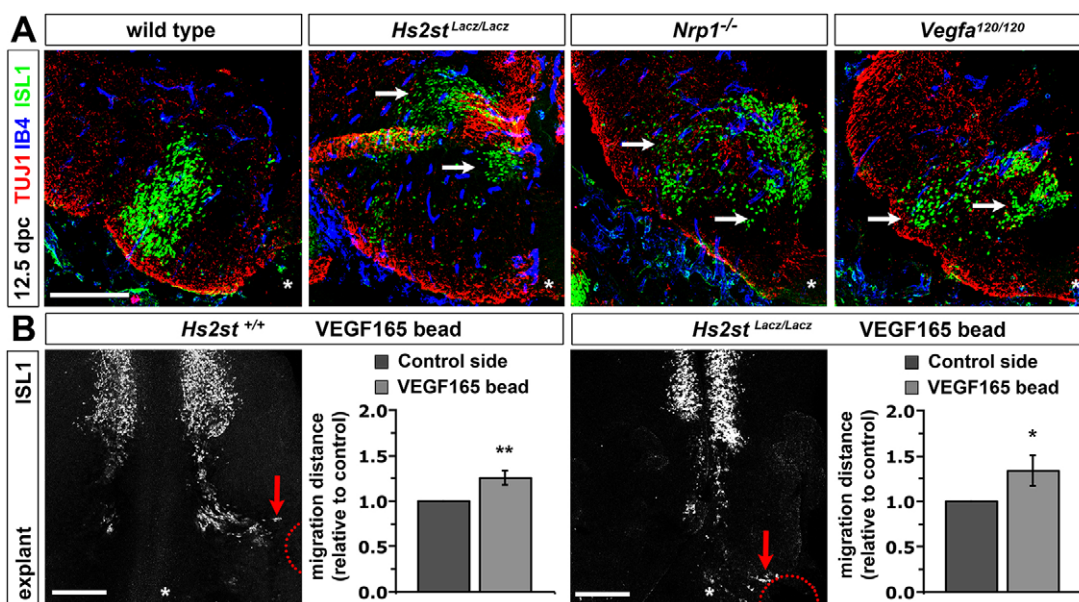 A
wild type
Hs2st Lacz/Lacz
Nrp1-/-
Vegfa120/120
12.5 dpc TUJ1 IB4 ISL1
*
*
*
*
B
Hs2st +/+ VEGF165 bead
Hs2st Lacz/Lacz VEGF165 bead
explant ISL1
*
Control side
VEGF165 bead
migration distance
(relative to control)
2.0
1.5
1.0
0.5
0.0
**
*
Control side
VEGF165 bead
migration distance
(relative to control)
2.0
1.5
1.0
0.5
0.0
*